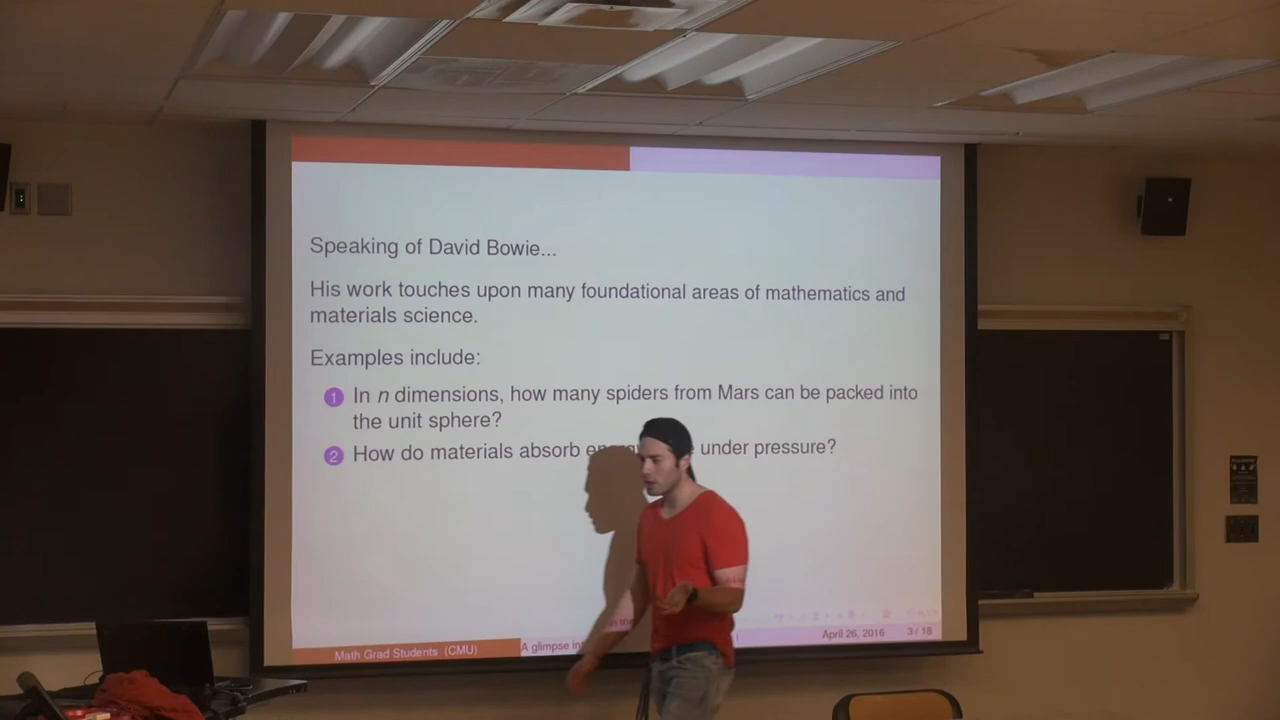 Speaking of David Bowie...
His work touches upon many foundational areas of mathematics and
materials science.
Examples include:
1 In n dimensions, how many spiders from Mars can be packed into
the unit sphere?
2 How do materials absorb under pressure?
Math Grad Students (CMU)
A glimpse
April 26, 2016
3 / 18